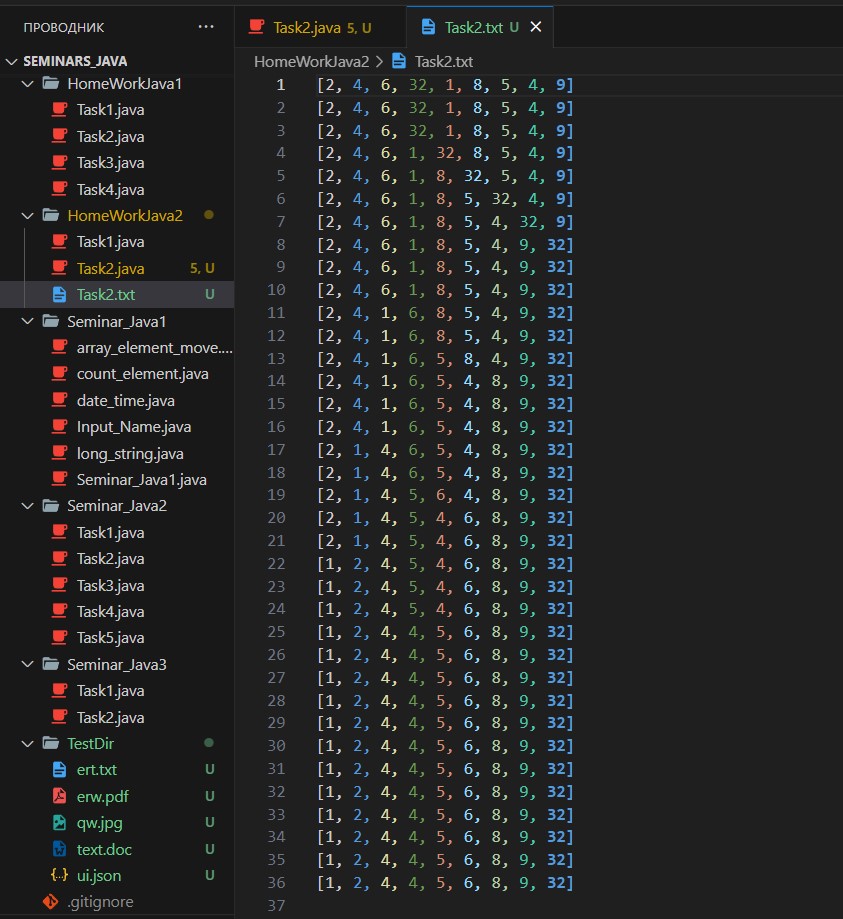 ПРОВОДНИК ...
SEMINARS_JAVA
HomeWorkJava1
Task1.java
Task2.java
Task3.java
Task4.java
HomeWorkJava2
Task1.java
Task2.java 5, U
Task2.txt U
Seminar_Java1
array_element_move....
count_element.java
date_time.java
Input_Name.java
long_string.java
Seminar_Java1.java
Seminar_Java2
Task1.java
Task2.java
Task3.java
Task4.java
Task5.java
Seminar_Java3
Task1.java
Task2.java
TestDir
ert.txt U
erw.pdf U
qw.jpg U
text.doc U
ui.json U
.gitignore
Task2.java 5, U
Task2.txt U
HomeWorkJava2 > Task2.txt
1 [2, 4, 6, 32, 1, 8, 5, 4, 9]
2 [2, 4, 6, 32, 1, 8, 5, 4, 9]
3 [2, 4, 6, 32, 1, 8, 5, 4, 9]
4 [2, 4, 6, 1, 32, 8, 5, 4, 9]
5 [2, 4, 6, 1, 8, 32, 5, 4, 9]
6 [2, 4, 6, 1, 8, 5, 32, 4, 9]
7 [2, 4, 6, 1, 8, 5, 4, 32, 9]
8 [2, 4, 6, 1, 8, 5, 4, 9, 32]
9 [2, 4, 6, 1, 8, 5, 4, 9, 32]
10 [2, 4, 6, 1, 8, 5, 4, 9, 32]
11 [2, 4, 1, 6, 8, 5, 4, 9, 32]
12 [2, 4, 1, 6, 8, 5, 4, 9, 32]
13 [2, 4, 1, 6, 5, 8, 4, 9, 32]
14 [2, 4, 1, 6, 5, 4, 8, 9, 32]
15 [2, 4, 1, 6, 5, 4, 8, 9, 32]
16 [2, 4, 1, 6, 5, 4, 8, 9, 32]
17 [2, 1, 4, 6, 5, 4, 8, 9, 32]
18 [2, 1, 4, 6, 5, 4, 8, 9, 32]
19 [2, 1, 4, 5, 6, 4, 8, 9, 32]
20 [2, 1, 4, 5, 4, 6, 8, 9, 32]
21 [2, 1, 4, 5, 4, 6, 8, 9, 32]
22 [1, 2, 4, 5, 4, 6, 8, 9, 32]
23 [1, 2, 4, 5, 4, 6, 8, 9, 32]
24 [1, 2, 4, 5, 4, 6, 8, 9, 32]
25 [1, 2, 4, 4, 5, 6, 8, 9, 32]
26 [1, 2, 4, 4, 5, 6, 8, 9, 32]
27 [1, 2, 4, 4, 5, 6, 8, 9, 32]
28 [1, 2, 4, 4, 5, 6, 8, 9, 32]
29 [1, 2, 4, 4, 5, 6, 8, 9, 32]
30 [1, 2, 4, 4, 5, 6, 8, 9, 32]
31 [1, 2, 4, 4, 5, 6, 8, 9, 32]
32 [1, 2, 4, 4, 5, 6, 8, 9, 32]
33 [1, 2, 4, 4, 5, 6, 8, 9, 32]
34 [1, 2, 4, 4, 5, 6, 8, 9, 32]
35 [1, 2, 4, 4, 5, 6, 8, 9, 32]
36 [1, 2, 4, 4, 5, 6, 8, 9, 32]
37